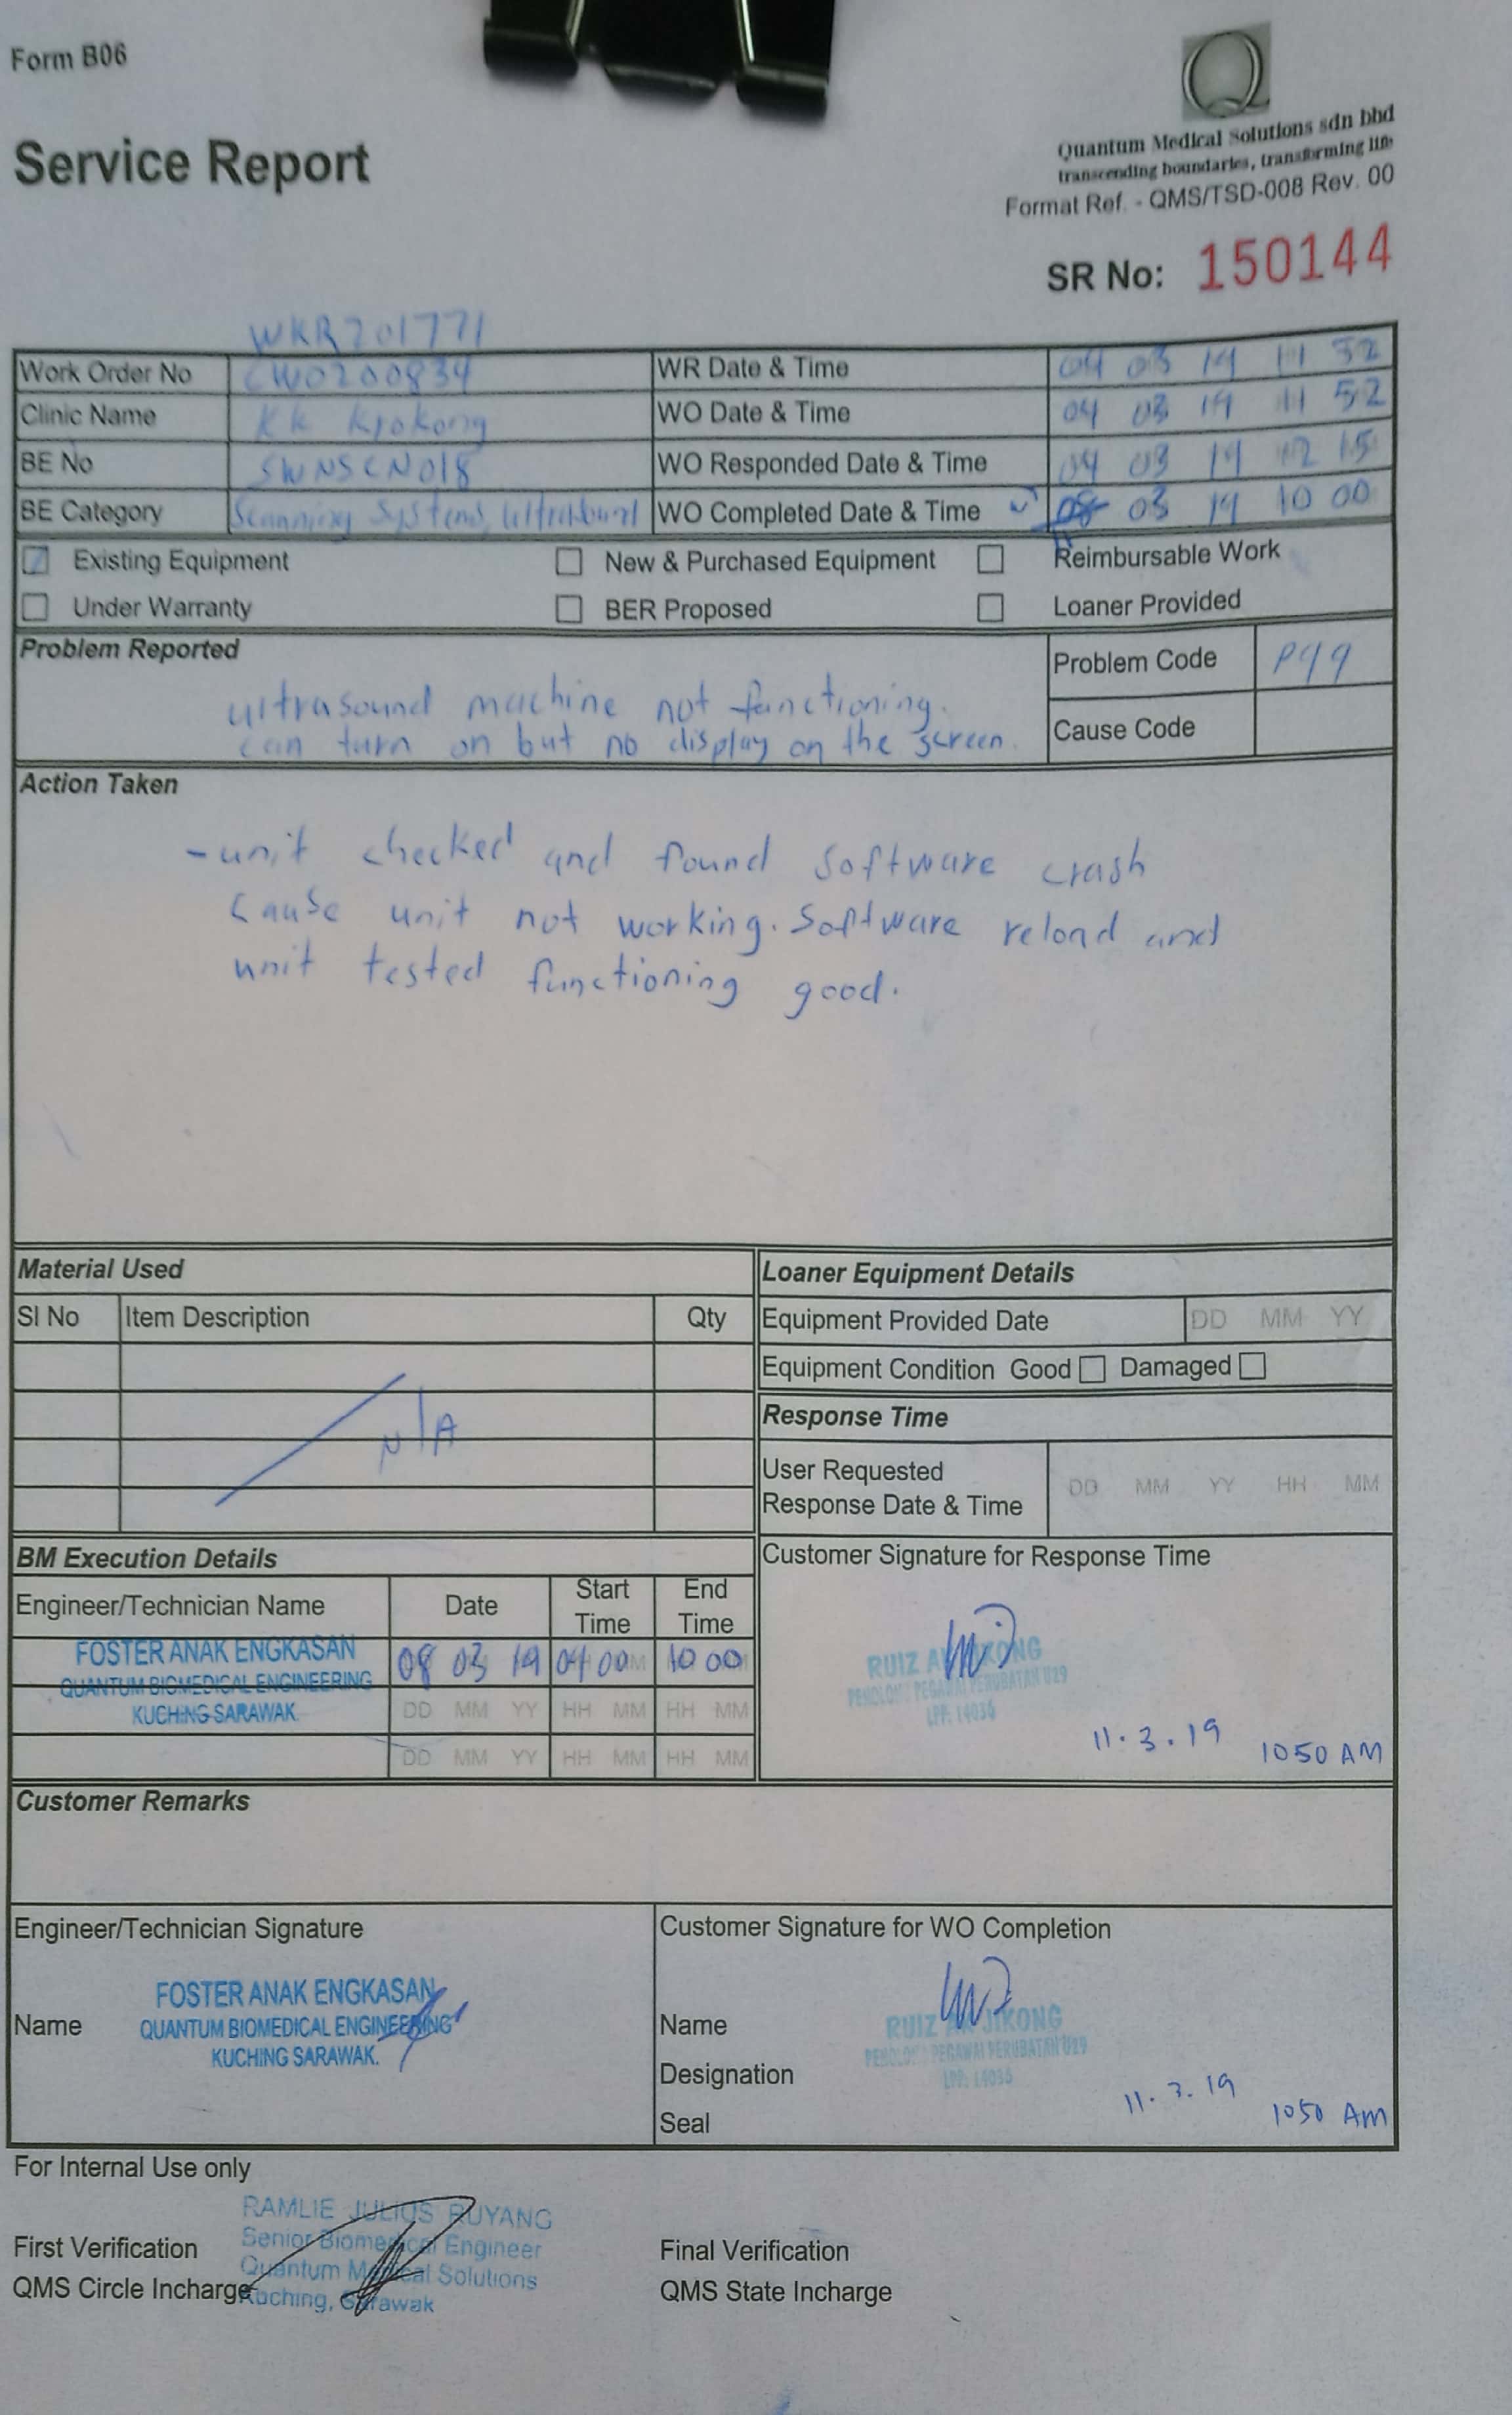 Form B06
Service Report
Quantum Medical Solutions sdn bhd
transcending boundaries, transforming life
Format Ref. - QMS/TSD-008 Rev. 00
SR No: 150144
WKR201771
Work Order No CWO200834 WR Date & Time 04 03 19 11 52
Clinic Name KK Krokong WO Date & Time 04 03 19 11 52
BE No SWNSCN018 WO Responded Date & Time 04 03 19 12 15
BE Category Scanning Systems, Ultrasound WO Completed Date & Time 03 19 10 00
Existing Equipment New & Purchased Equipment Reimbursable Work
Under Warranty BER Proposed Loaner Provided
Problem Reported
Problem Code P99
ultrasound machine not functioning.
can turn on but no display on the screen.
Cause Code
Action Taken
- unit checked and found software crash
cause unit not working. Software reload and
unit tested functioning good.
Material Used
SI No Item Description Qty
N/A
Loaner Equipment Details
Equipment Provided Date DD MM YY
Equipment Condition Good Damaged
Response Time
User Requested
Response Date & Time DD MM YY HH MM
BM Execution Details
Engineer/Technician Name Date Start Time End Time
FOSTER ANAK ENGKASAN 08 03 19 09 00 10 00
QUANTUM BIOMEDICAL ENGINEERING
KUCHING SARAWAK. DD MM YY HH MM HH MM
DD MM YY HH MM HH MM
Customer Signature for Response Time
RUIZ AK JIKONG
PENOLONG PEGAWAI PERUBATAN U29
LPP: 14036
11.3.19 1050 AM
Customer Remarks
Engineer/Technician Signature
FOSTER ANAK ENGKASAN
Name QUANTUM BIOMEDICAL ENGINEERING
KUCHING SARAWAK.
Customer Signature for WO Completion
Name RUIZ AK JIKONG
PENOLONG PEGAWAI PERUBATAN U29
Designation LPP: 14036
11.3.19 1050 AM
Seal
For Internal Use only
RAMLIE JULIUS RUYANG
First Verification Senior Biomedical Engineer
Quantum Medical Solutions
QMS Circle Incharge Kuching, Sarawak
Final Verification
QMS State Incharge